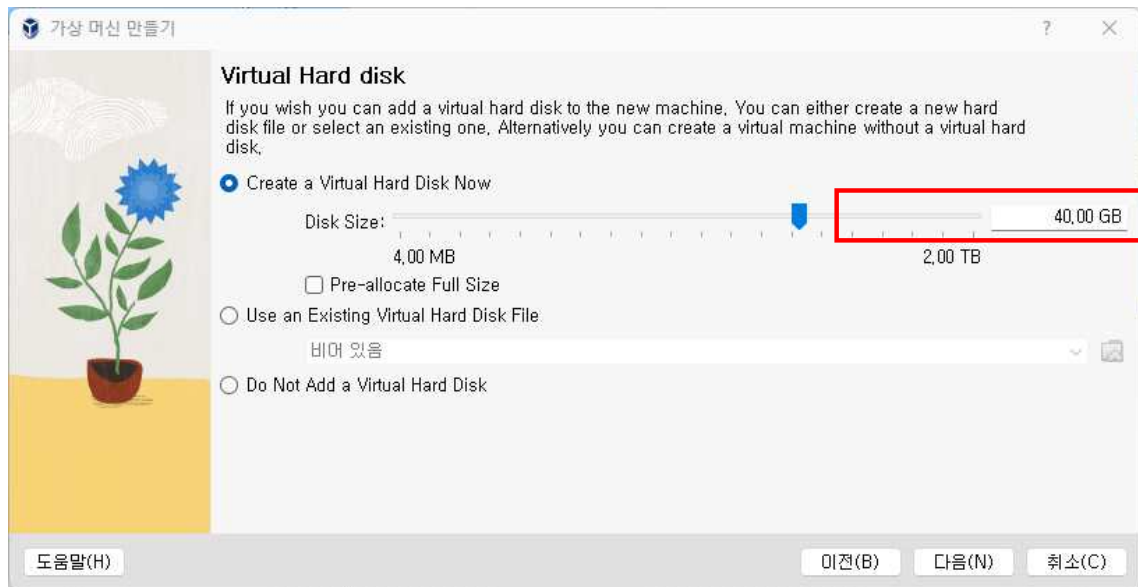 가상 머신 만들기
?
Virtual Hard disk
If you wish you can add a virtual hard disk to the new machine, You can either create a new hard
disk file or select an existing one, Alternatively you can create a virtual machine without a virtual hard
disk,
Create a Virtual Hard Disk Now
Disk Size: 40,00 GB
4,00 MB 2,00 TB
Pre-allocate Full Size
Use an Existing Virtual Hard Disk File
비어 있음
Do Not Add a Virtual Hard Disk
도움말(H) 이전(B) 다음(N) 취소(C)